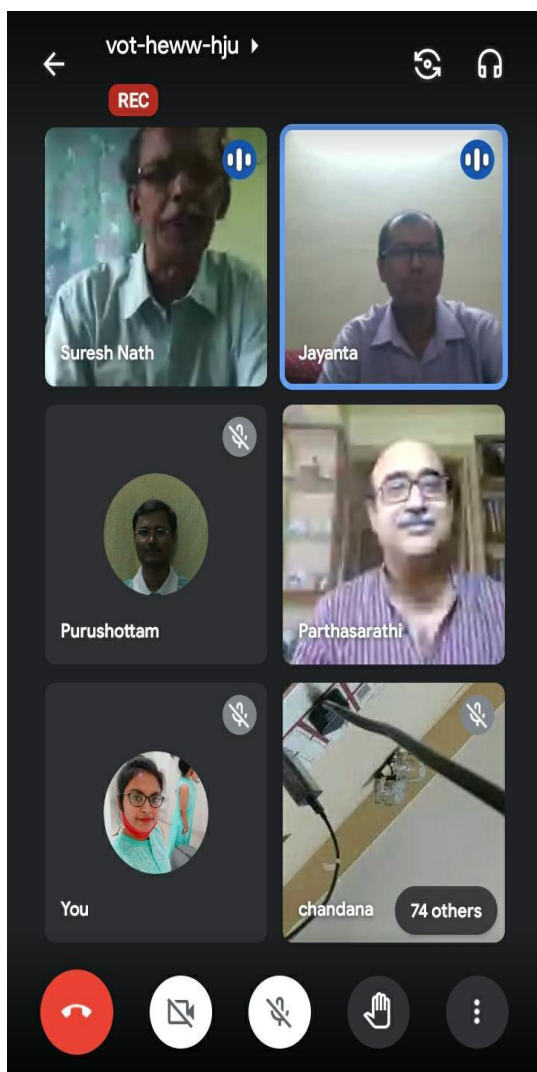 vot-heww-hju
REC
Suresh Nath
Jayanta
Purushottam
Parthasarathi
You
chandana
74 others